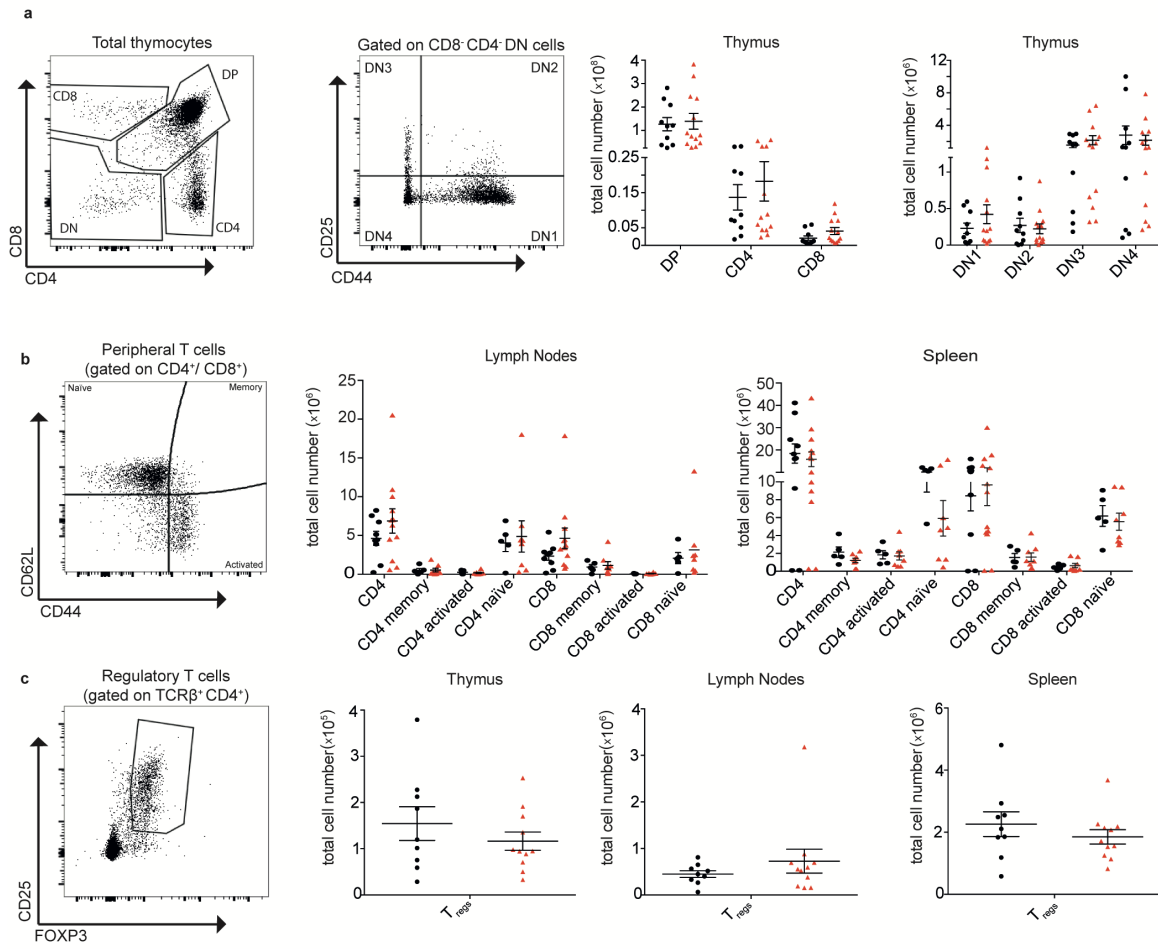 a
Total thymocytes
CD8
DP
DN
CD4
CD8
CD4
Gated on CD8⁻CD4⁻DN cells
DN3
DN2
DN4
DN1
CD25
CD44
Thymus
total cell number (×10⁸)
4
3
2
1
0.25
0.15
0.05
0
DP
CD4
CD8
Thymus
total cell number (×10⁶)
12
10
6
2
1
0.5
0
DN1
DN2
DN3
DN4
b
Peripheral T cells
(gated on CD4⁺/ CD8⁺)
Naïve
Memory
Activated
CD62L
CD44
Lymph Nodes
total cell number (×10⁶)
25
20
15
10
5
0
CD4
CD4 memory
CD4 activated
CD4 naïve
CD8
CD8 memory
CD8 activated
CD8 naïve
Spleen
total cell number (×10⁶)
50
40
30
20
10
8
6
4
2
0
CD4
CD4 memory
CD4 activated
CD4 naïve
CD8
CD8 memory
CD8 activated
CD8 naïve
c
Regulatory T cells
(gated on TCRβ⁺CD4⁺)
CD25
FOXP3
Thymus
total cell number(×10⁵)
4
3
2
1
0
T regs
Lymph Nodes
total cell number(×10⁶)
4
3
2
1
0
T regs
Spleen
total cell number (×10⁶)
6
4
2
0
T regs